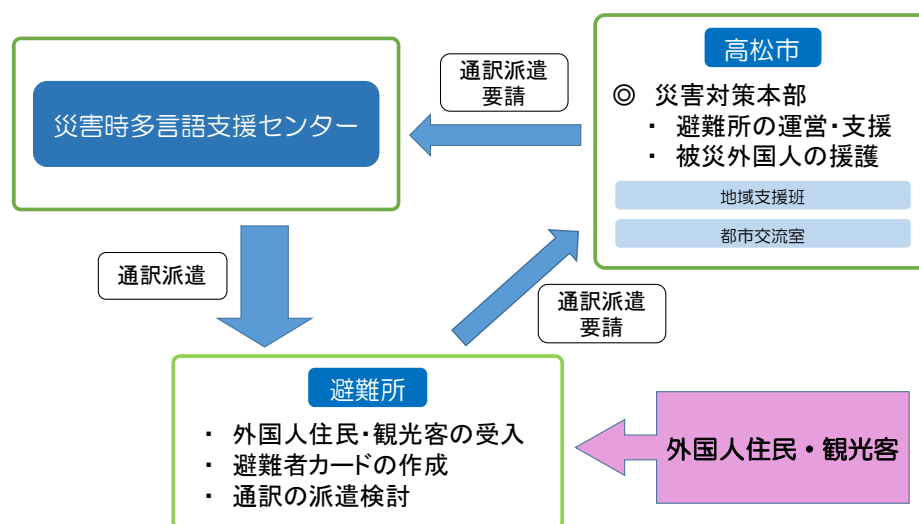 高松市
◎ 災害対策本部
・ 避難所の運営・支援
・ 被災外国人の援護
地域支援班
都市交流室
通訳派遣
要請
災害時多言語支援センター
通訳派遣
通訳派遣
要請
避難所
・ 外国人住民・観光客の受入
・ 避難者カードの作成
・ 通訳の派遣検討
外国人住民・観光客